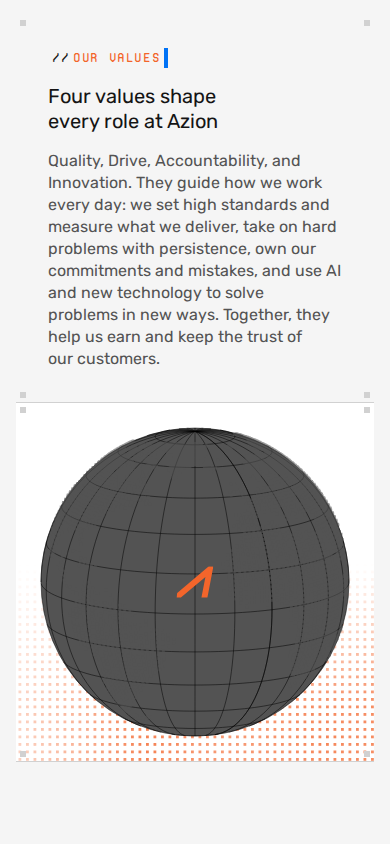 // OUR VALUES
Four values shape
every role at Azion
Quality, Drive, Accountability, and
Innovation. They guide how we work
every day: we set high standards and
measure what we deliver, take on hard
problems with persistence, own our
commitments and mistakes, and use AI
and new technology to solve
problems in new ways. Together, they
help us earn and keep the trust of
our customers.